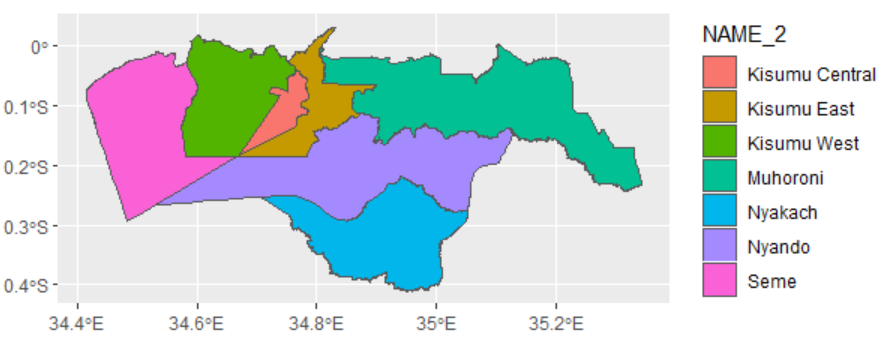 NAME_2
Kisumu Central
Kisumu East
Kisumu West
Muhoroni
Nyakach
Nyando
Seme
0°
0.1°S
0.2°S
0.3°S
0.4°S
34.4°E 34.6°E 34.8°E 35°E 35.2°E